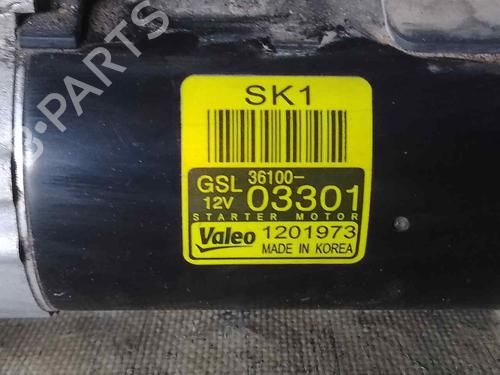 SK1
GSL 36100-
12V 03301
STARTER MOTOR
Valeo 1201973
MADE IN KOREA
B-PARTS